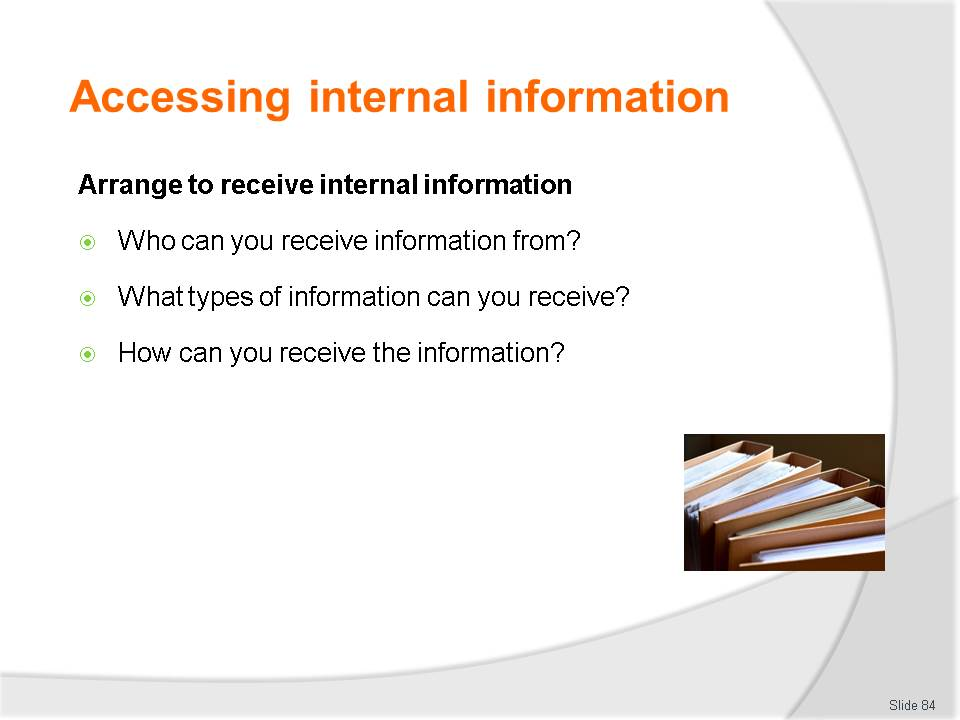 Accessing internal information
Arrange to receive internal information
Who can you receive information from?
What types of information can you receive?
How can you receive the information?
Slide 84